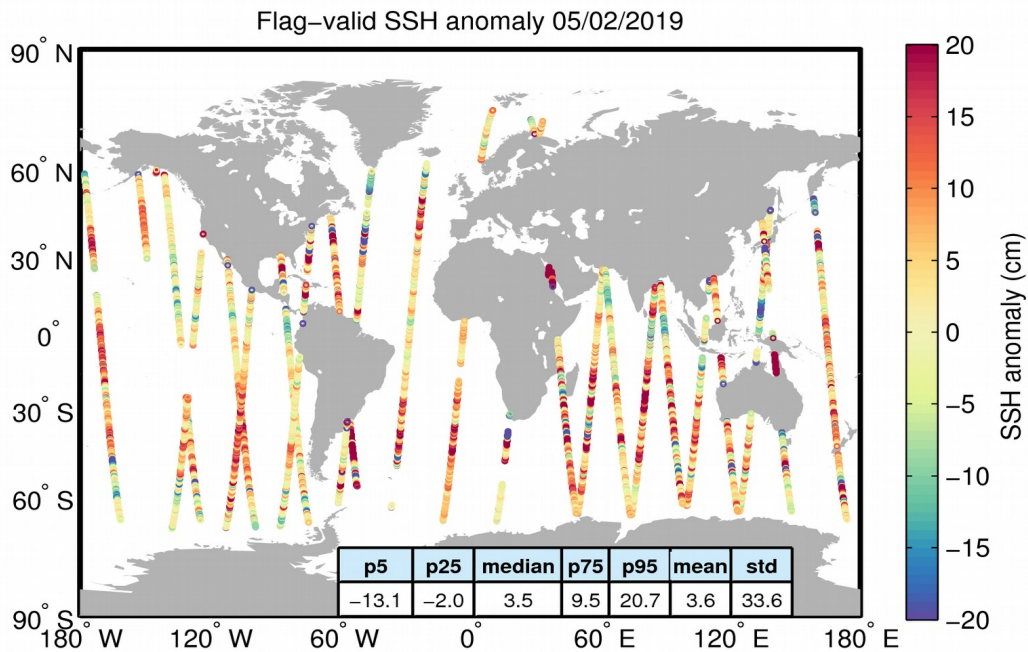 Flag−valid SSH anomaly 05/02/2019
90° N
60° N
30° N
0°
30° S
60° S
90° S
180° W
120° W
60° W
0°
60° E
120° E
180° E
p5 p25 median p75 p95 mean std
−13.1 −2.0 3.5 9.5 20.7 3.6 33.6
20
15
10
5
0
−5
−10
−15
−20
SSH anomaly (cm)